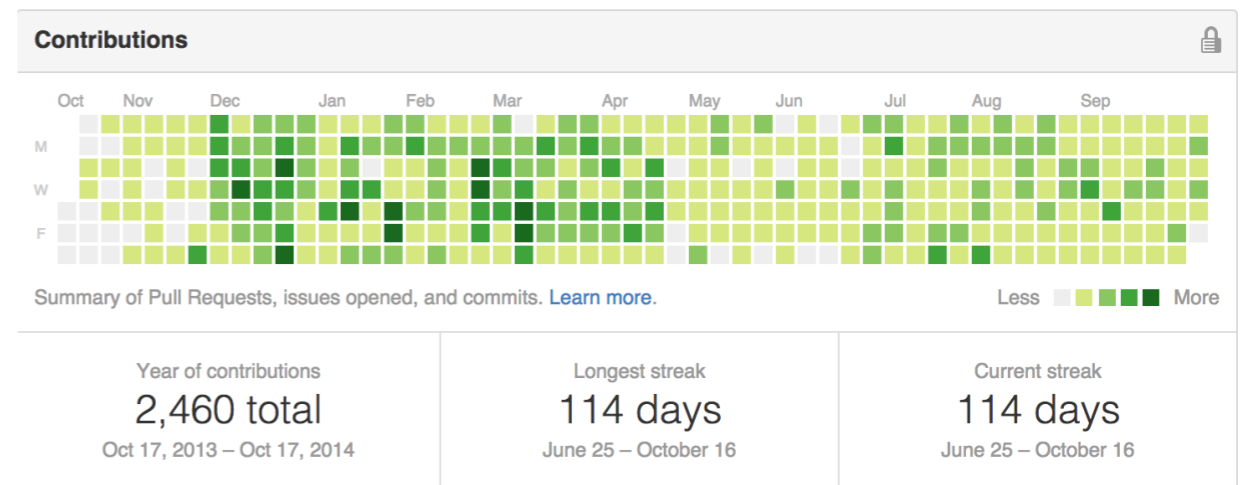 Contributions
Oct Nov Dec Jan Feb Mar Apr May Jun Jul Aug Sep
M
W
F
Summary of Pull Requests, issues opened, and commits. Learn more.
Less More
Year of contributions
2,460 total
Oct 17, 2013 – Oct 17, 2014
Longest streak
114 days
June 25 – October 16
Current streak
114 days
June 25 – October 16